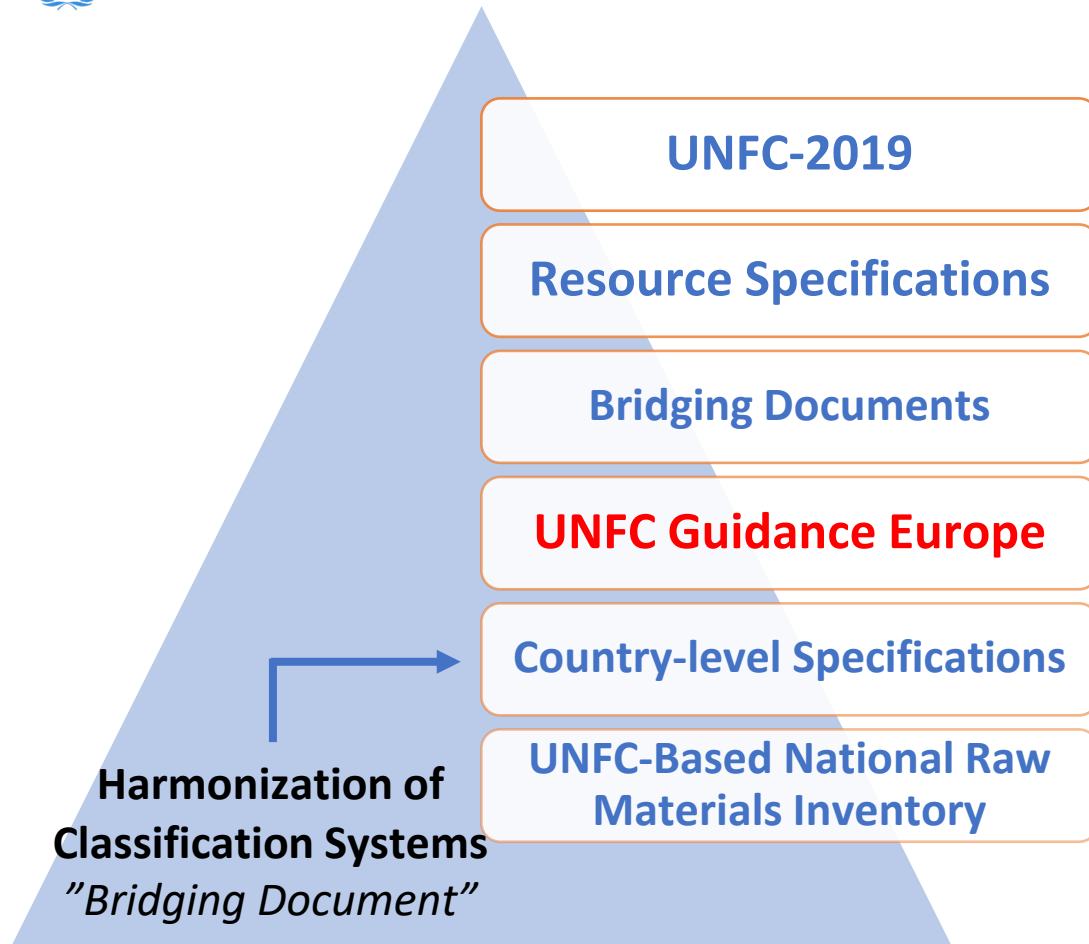 UNFC-2019
Resource Specifications
Bridging Documents
UNFC Guidance Europe
Country-level Specifications
UNFC-Based National Raw
Materials Inventory
Harmonization of
Classification Systems
”Bridging Document”